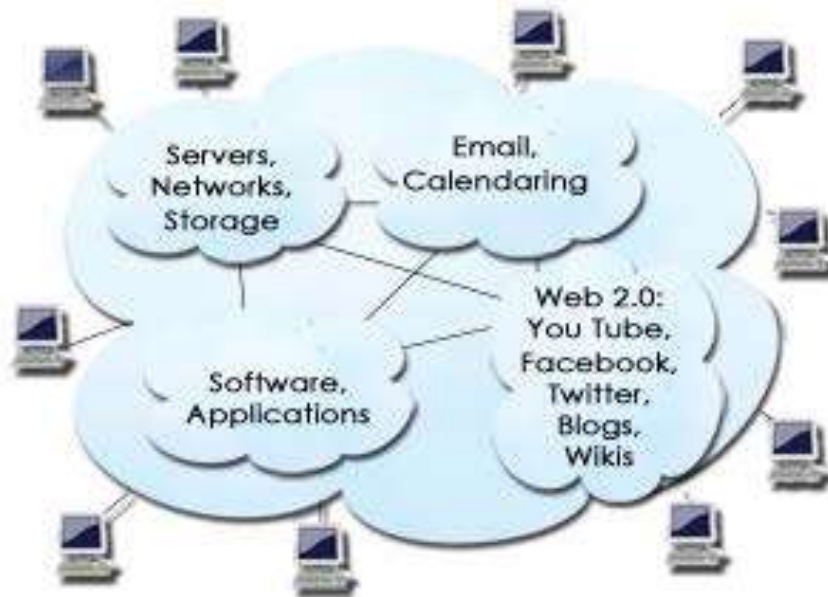 Servers,
Networks,
Storage
Email,
Calendaring
Software,
Applications
Web 2.0:
You Tube,
Facebook,
Twitter,
Blogs,
Wikis